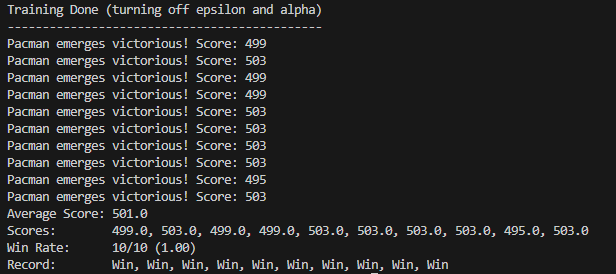 Training Done (turning off epsilon and alpha)
---------------------------------------------
Pacman emerges victorious! Score: 499
Pacman emerges victorious! Score: 503
Pacman emerges victorious! Score: 499
Pacman emerges victorious! Score: 499
Pacman emerges victorious! Score: 503
Pacman emerges victorious! Score: 503
Pacman emerges victorious! Score: 503
Pacman emerges victorious! Score: 503
Pacman emerges victorious! Score: 495
Pacman emerges victorious! Score: 503
Average Score: 501.0
Scores:        499.0, 503.0, 499.0, 499.0, 503.0, 503.0, 503.0, 503.0, 495.0, 503.0
Win Rate:      10/10 (1.00)
Record:        Win, Win, Win, Win, Win, Win, Win, Win, Win, Win